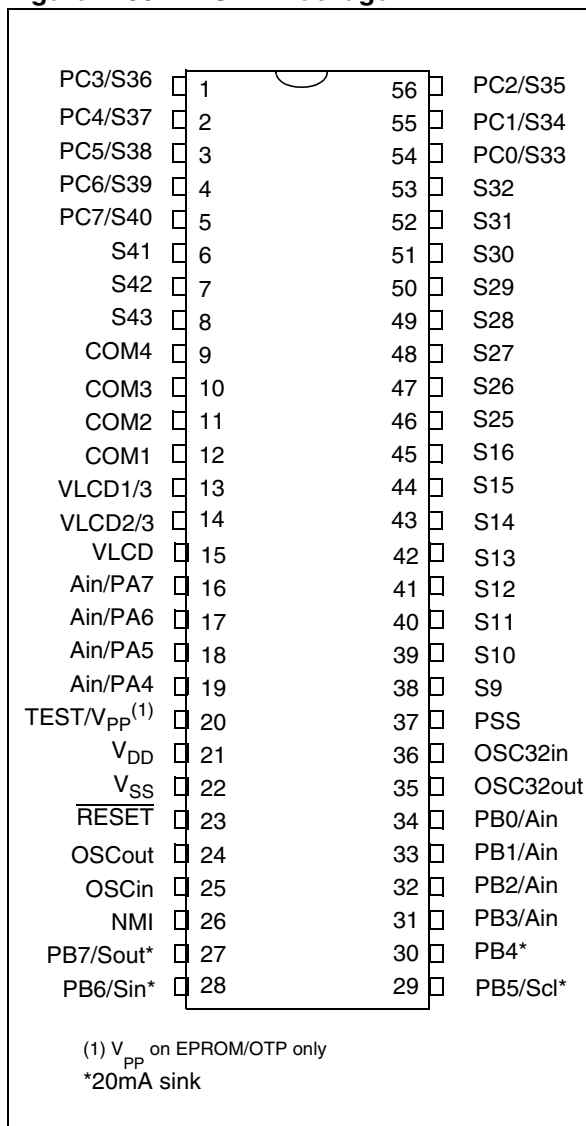 PC3/S36 1 56 PC2/S35
PC4/S37 2 55 PC1/S34
PC5/S38 3 54 PC0/S33
PC6/S39 4 53 S32
PC7/S40 5 52 S31
S41 6 51 S30
S42 7 50 S29
S43 8 49 S28
COM4 9 48 S27
COM3 10 47 S26
COM2 11 46 S25
COM1 12 45 S16
VLCD1/3 13 44 S15
VLCD2/3 14 43 S14
VLCD 15 42 S13
Ain/PA7 16 41 S12
Ain/PA6 17 40 S11
Ain/PA5 18 39 S10
Ain/PA4 19 38 S9
TEST/VPP(1) 20 37 PSS
VDD 21 36 OSC32in
VSS 22 35 OSC32out
RESET 23 34 PB0/Ain
OSCout 24 33 PB1/Ain
OSCin 25 32 PB2/Ain
NMI 26 31 PB3/Ain
PB7/Sout* 27 30 PB4*
PB6/Sin* 28 29 PB5/Scl*
(1) VPP on EPROM/OTP only
*20mA sink